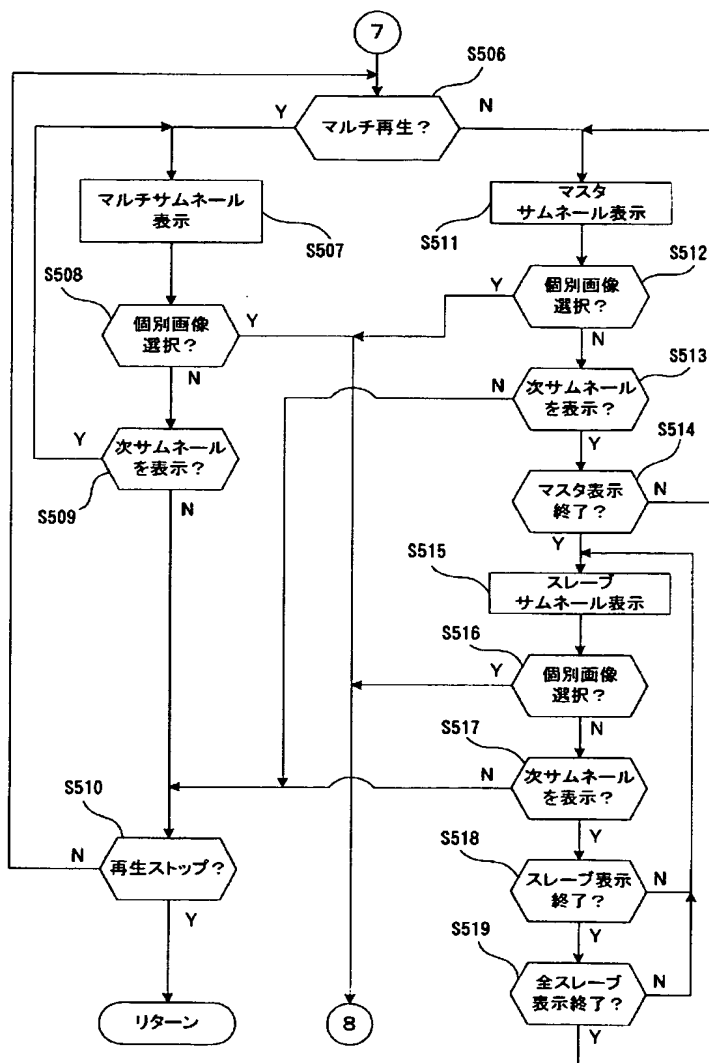 7
S506
Y
マルチ再生？
N
マルチサムネール
表示
S507
マスタ
サムネール表示
S511
S508
個別画像
選択？
Y
N
S512
Y
個別画像
選択？
N
S513
N
次サムネール
を表示？
Y
Y
次サムネール
を表示？
S509
N
S514
マスタ表示
終了？
N
Y
S515
スレーブ
サムネール表示
S516
Y
個別画像
選択？
N
S517
N
次サムネール
を表示？
Y
S510
N
再生ストップ？
Y
S518
スレーブ表示
終了？
N
Y
S519
全スレーブ
表示終了？
N
Y
リターン
8